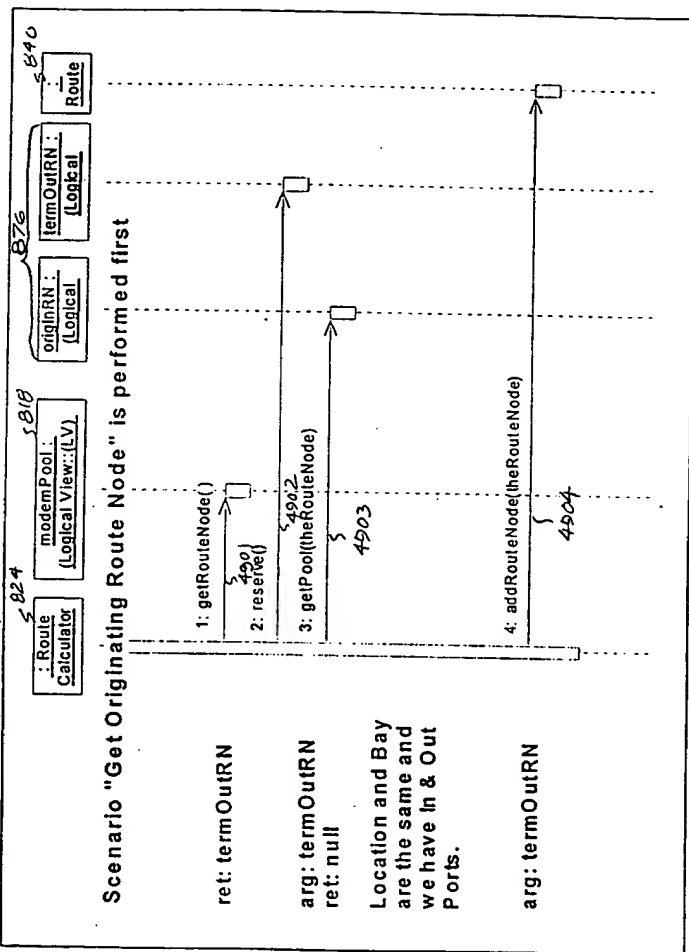 824
818
876
840
: Route
Calculator
modemPool :
(Logical View::(LV)
origInRN :
(Logical
termOutRN :
(Logical
:
Route
Scenario "Get Originating Route Node" is performed first
ret: termOutRN
1: getRouteNode()
4901
2: reserve()
4902
arg: termOutRN
ret: null
3: getPool(theRouteNode)
4903
Location and Bay
are the same and
we have In & Out
Ports.
arg: termOutRN
4: addRouteNode(theRouteNode)
4904